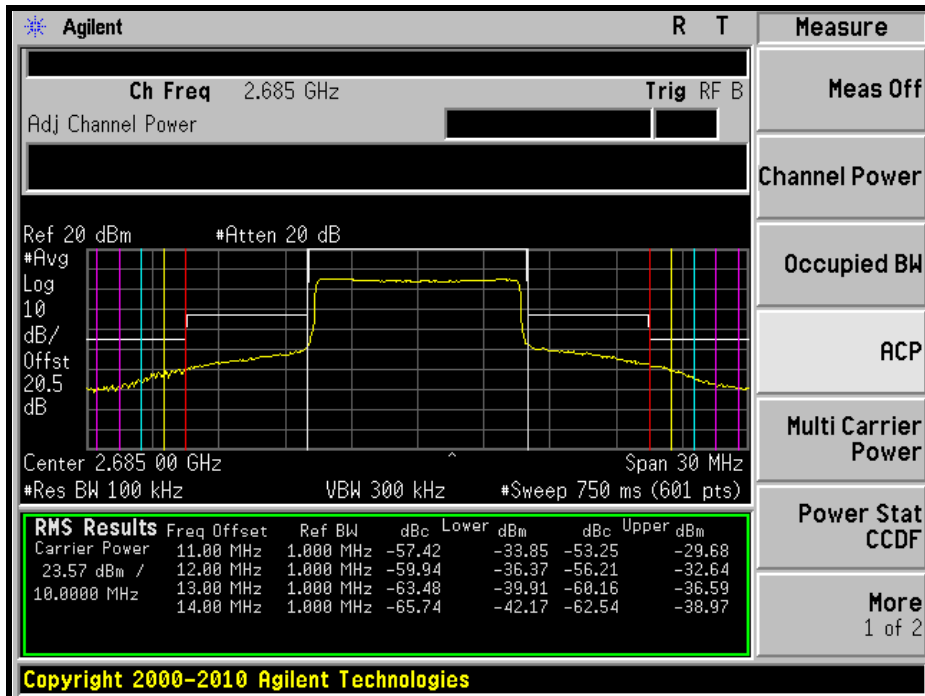 Agilent R T Measure
Ch Freq 2.685 GHz Trig RF B
Adj Channel Power
Meas Off
Channel Power
Occupied BW
ACP
Multi Carrier
Power
Power Stat
CCDF
More
1 of 2
Ref 20 dBm #Atten 20 dB
#Avg
Log
10
dB/
Offst
20.5
dB
Center 2.685 00 GHz Span 30 MHz
#Res BW 100 kHz VBW 300 kHz #Sweep 750 ms (601 pts)
RMS Results Freq Offset Ref BW dBc Lower dBm dBc Upper dBm
Carrier Power 11.00 MHz 1.000 MHz -57.42 -33.85 -53.25 -29.68
23.57 dBm / 12.00 MHz 1.000 MHz -59.94 -36.37 -56.21 -32.64
10.0000 MHz 13.00 MHz 1.000 MHz -63.48 -39.91 -60.16 -36.59
14.00 MHz 1.000 MHz -65.74 -42.17 -62.54 -38.97
Copyright 2000-2010 Agilent Technologies